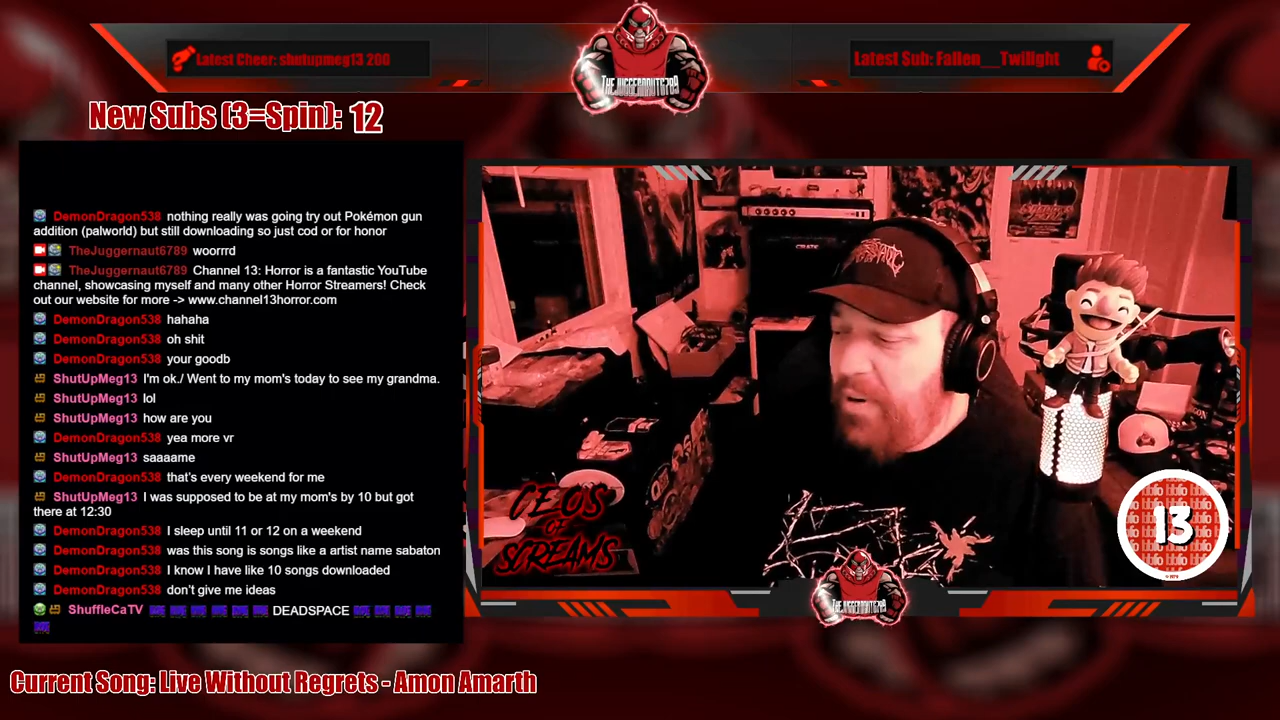 Latest Cheer: shutupmeg13 200
THEJUGGERNAUT6789
Latest Sub: Fallen__Twilight
New Subs (3=Spin): 12
DemonDragon538 nothing really was going try out Pokémon gun
addition (palworld) but still downloading so just cod or for honor
TheJuggernaut6789 woorrrd
TheJuggernaut6789 Channel 13: Horror is a fantastic YouTube
channel, showcasing myself and many other Horror Streamers! Check
out our website for more -> www.channel13horror.com
DemonDragon538 hahaha
DemonDragon538 oh shit
DemonDragon538 your goodb
ShutUpMeg13 I'm ok./ Went to my mom's today to see my grandma.
ShutUpMeg13 lol
ShutUpMeg13 how are you
DemonDragon538 yea more vr
ShutUpMeg13 saaaame
DemonDragon538 that's every weekend for me
ShutUpMeg13 I was supposed to be at my mom's by 10 but got
there at 12:30
DemonDragon538 I sleep until 11 or 12 on a weekend
DemonDragon538 was this song is songs like a artist name sabaton
DemonDragon538 I know I have like 10 songs downloaded
DemonDragon538 don't give me ideas
ShuffleCaTV DEADSPACE
CRATE
CEOS
OF
SCREAMS
13
THEJUGGERNAUT6789
Current Song: Live Without Regrets - Amon Amarth